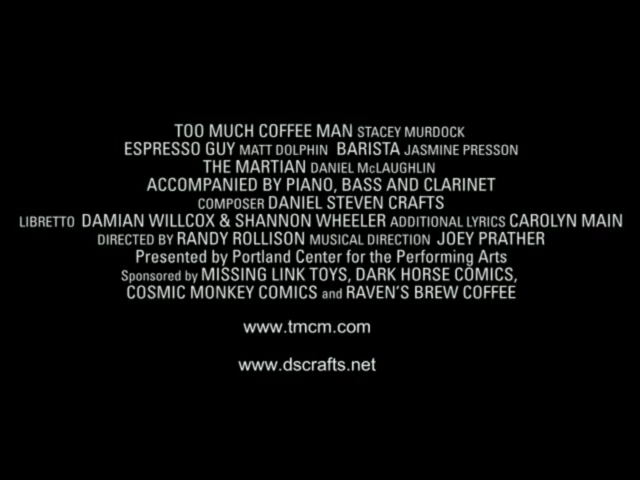 TOO MUCH COFFEE MAN STACEY MURDOCK
ESPRESSO GUY MATT DOLPHIN BARISTA JASMINE PRESSON
THE MARTIAN DANIEL McLAUGHLIN
ACCOMPANIED BY PIANO, BASS AND CLARINET
COMPOSER DANIEL STEVEN CRAFTS
LIBRETTO DAMIAN WILLCOX & SHANNON WHEELER ADDITIONAL LYRICS CAROLYN MAIN
DIRECTED BY RANDY ROLLISON MUSICAL DIRECTION JOEY PRATHER
Presented by Portland Center for the Performing Arts
Sponsored by MISSING LINK TOYS, DARK HORSE COMICS,
COSMIC MONKEY COMICS and RAVEN'S BREW COFFEE
www.tmcm.com
www.dscrafts.net